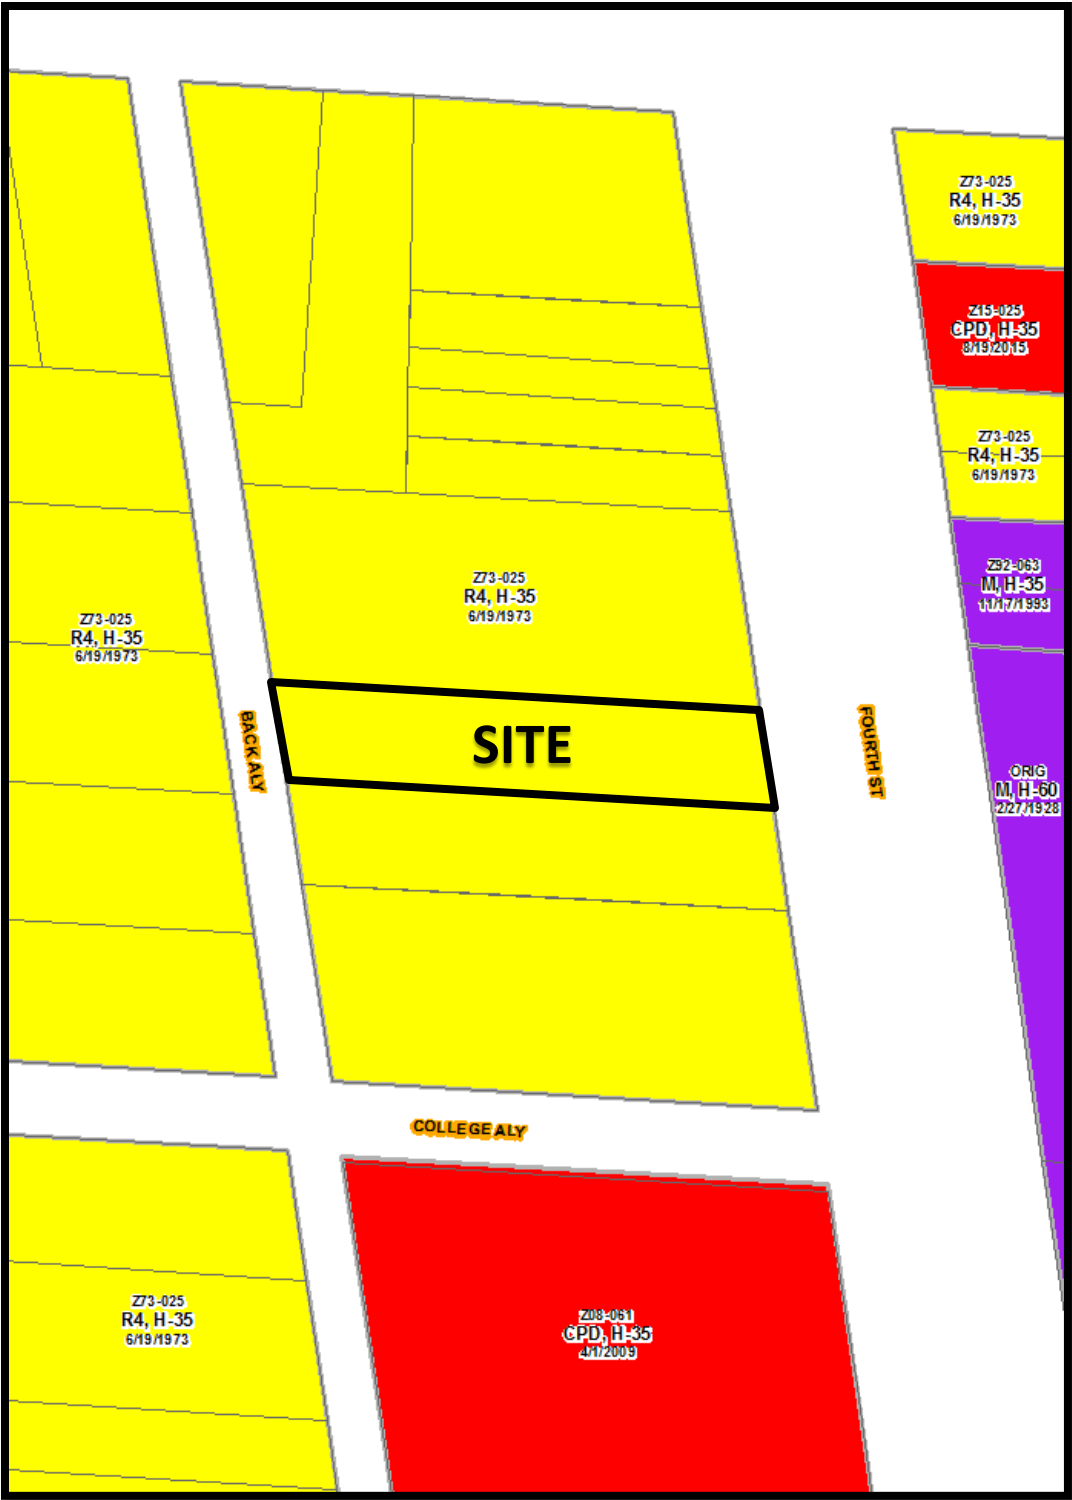 Z73-025
R4, H-35
6/19/1973
Z15-025
CPD, H-35
8/19/2015
Z73-025
R4, H-35
6/19/1973
Z92-063
M, H-35
11/17/1993
Z73-025
R4, H-35
6/19/1973
Z73-025
R4, H-35
6/19/1973
SITE
BACK ALY
FOURTH ST
ORIG
M, H-60
2/27/1928
COLLEGE ALY
Z73-025
R4, H-35
6/19/1973
Z08-061
CPD, H-35
4/1/2009